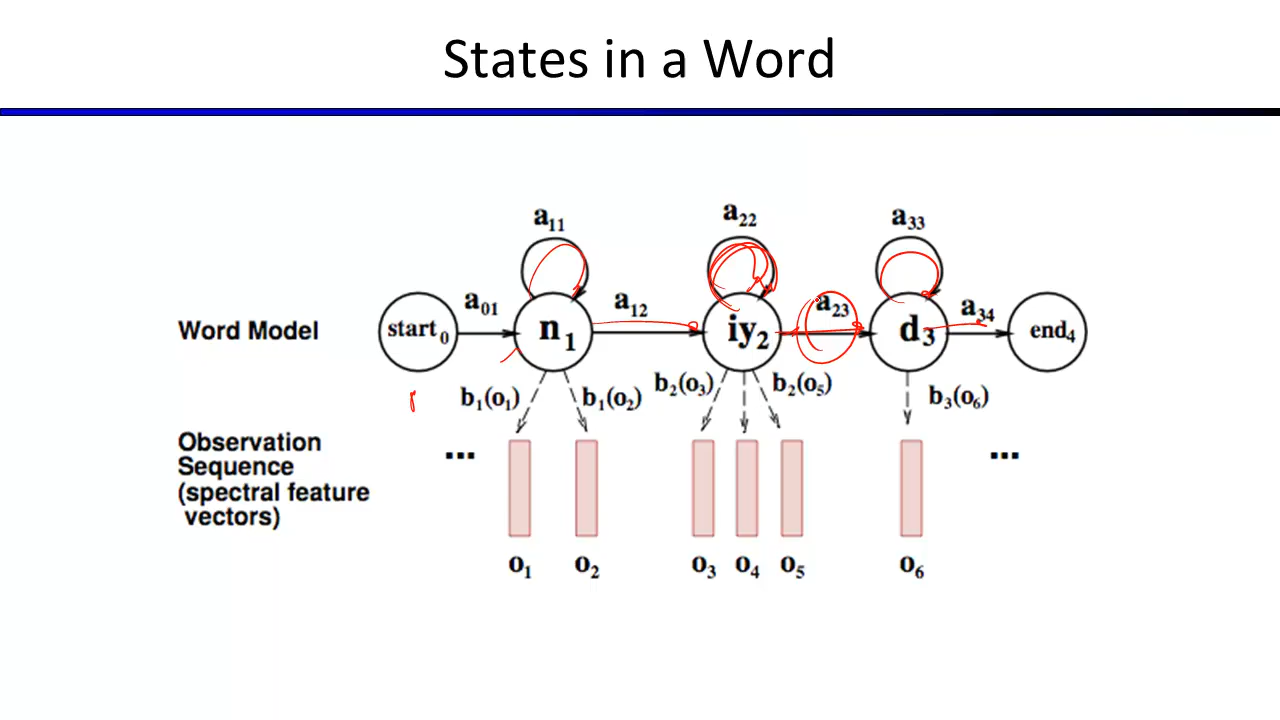 States in a Word
a11 a22 a33
a01 a12 a23 a34
Word Model start0 n1 iy2 d3 end4
b1(o1) b1(o2) b2(o3) b2(o5) b3(o6)
Observation
Sequence
(spectral feature
vectors)
... ...
o1 o2 o3 o4 o5 o6